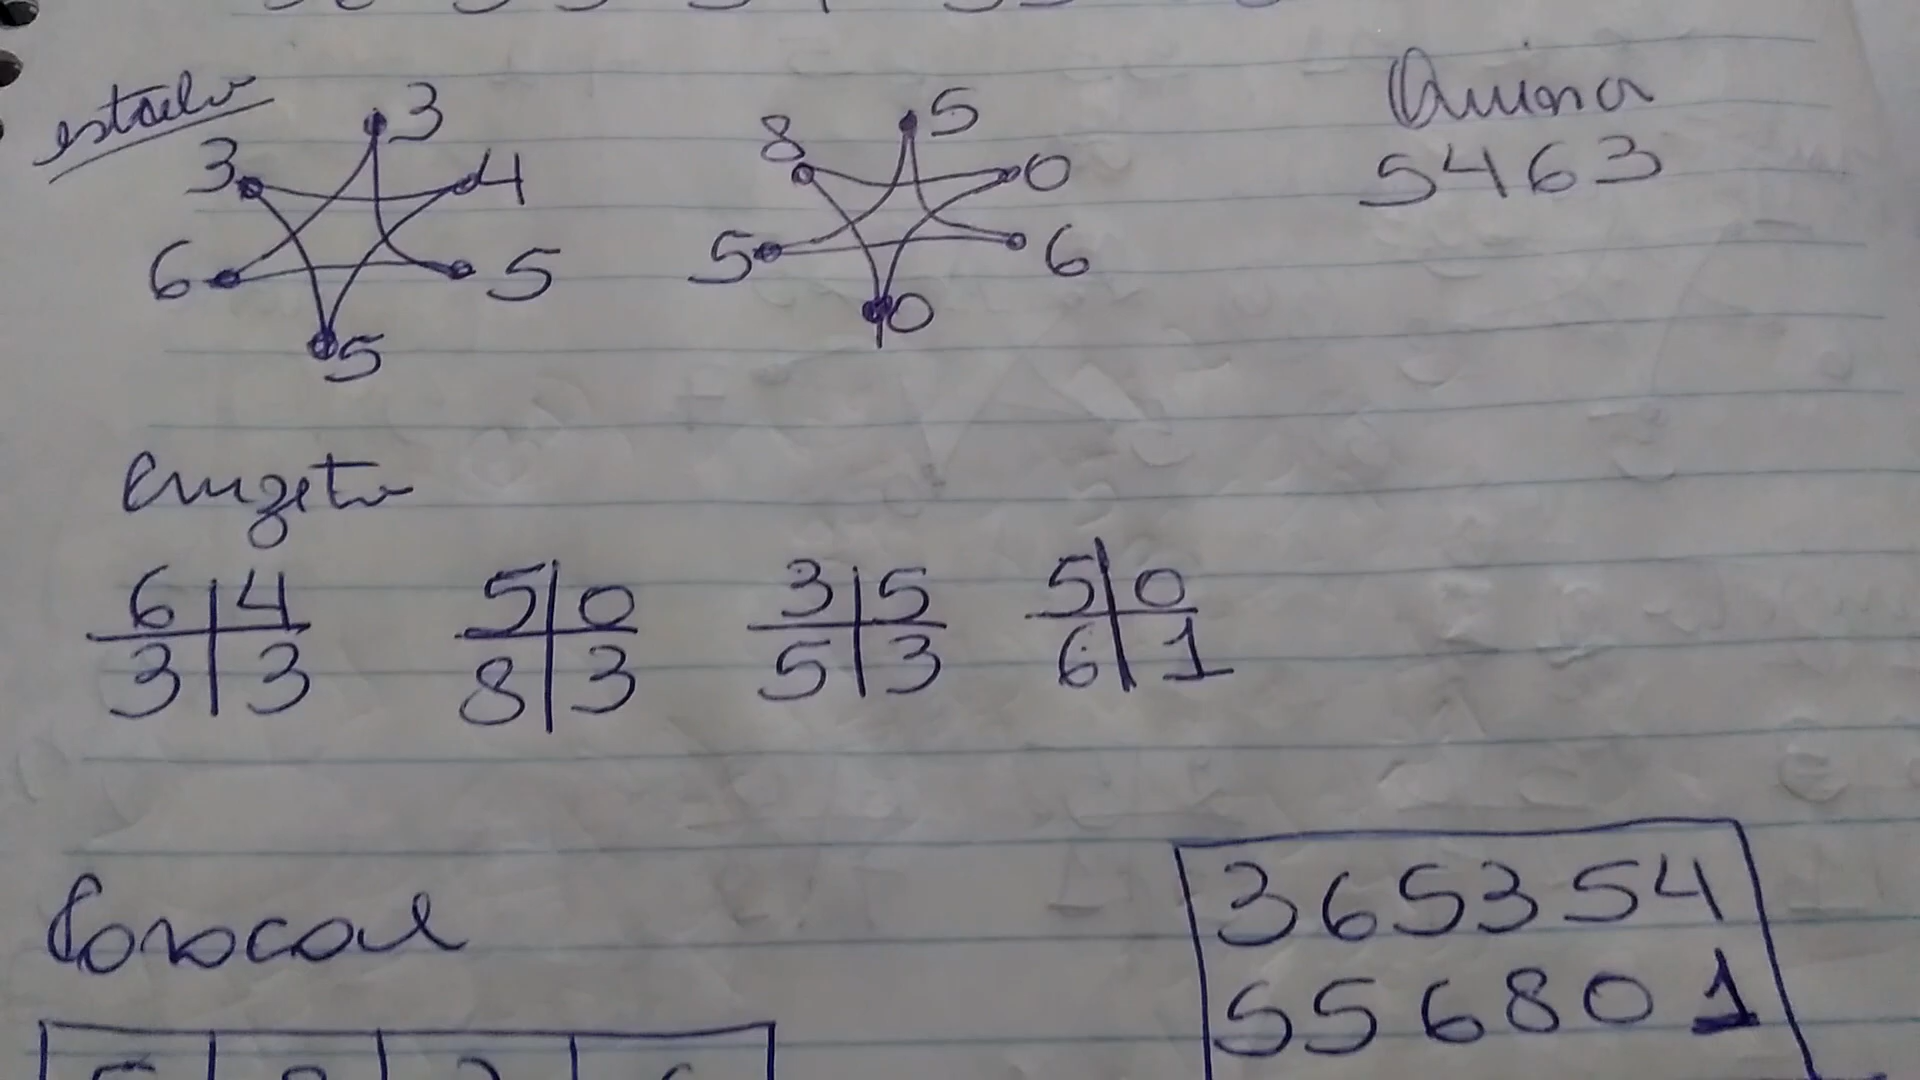 estrela
3 5
3 4 8 0
6 5 5 6
5 0
Quina
5463
Cruzeta
6 4 5 0 3 5 5 0
3 3 8 3 5 3 6 1
365354
556801